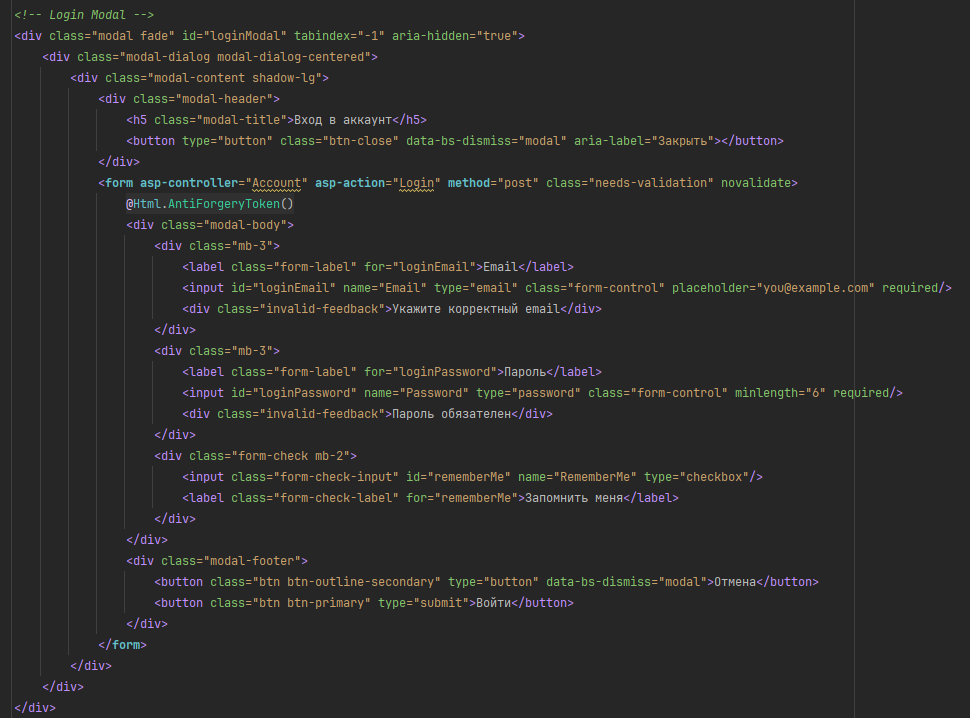 <!-- Login Modal -->
<div class="modal fade" id="loginModal" tabindex="-1" aria-hidden="true">
    <div class="modal-dialog modal-dialog-centered">
        <div class="modal-content shadow-lg">
            <div class="modal-header">
                <h5 class="modal-title">Вход в аккаунт</h5>
                <button type="button" class="btn-close" data-bs-dismiss="modal" aria-label="Закрыть"></button>
            </div>
            <form asp-controller="Account" asp-action="Login" method="post" class="needs-validation" novalidate>
                @Html.AntiForgeryToken()
                <div class="modal-body">
                    <div class="mb-3">
                        <label class="form-label" for="loginEmail">Email</label>
                        <input id="loginEmail" name="Email" type="email" class="form-control" placeholder="you@example.com" required/>
                        <div class="invalid-feedback">Укажите корректный email</div>
                    </div>
                    <div class="mb-3">
                        <label class="form-label" for="loginPassword">Пароль</label>
                        <input id="loginPassword" name="Password" type="password" class="form-control" minlength="6" required/>
                        <div class="invalid-feedback">Пароль обязателен</div>
                    </div>
                    <div class="form-check mb-2">
                        <input class="form-check-input" id="rememberMe" name="RememberMe" type="checkbox"/>
                        <label class="form-check-label" for="rememberMe">Запомнить меня</label>
                    </div>
                </div>
                <div class="modal-footer">
                    <button class="btn btn-outline-secondary" type="button" data-bs-dismiss="modal">Отмена</button>
                    <button class="btn btn-primary" type="submit">Войти</button>
                </div>
            </form>
        </div>
    </div>
</div>